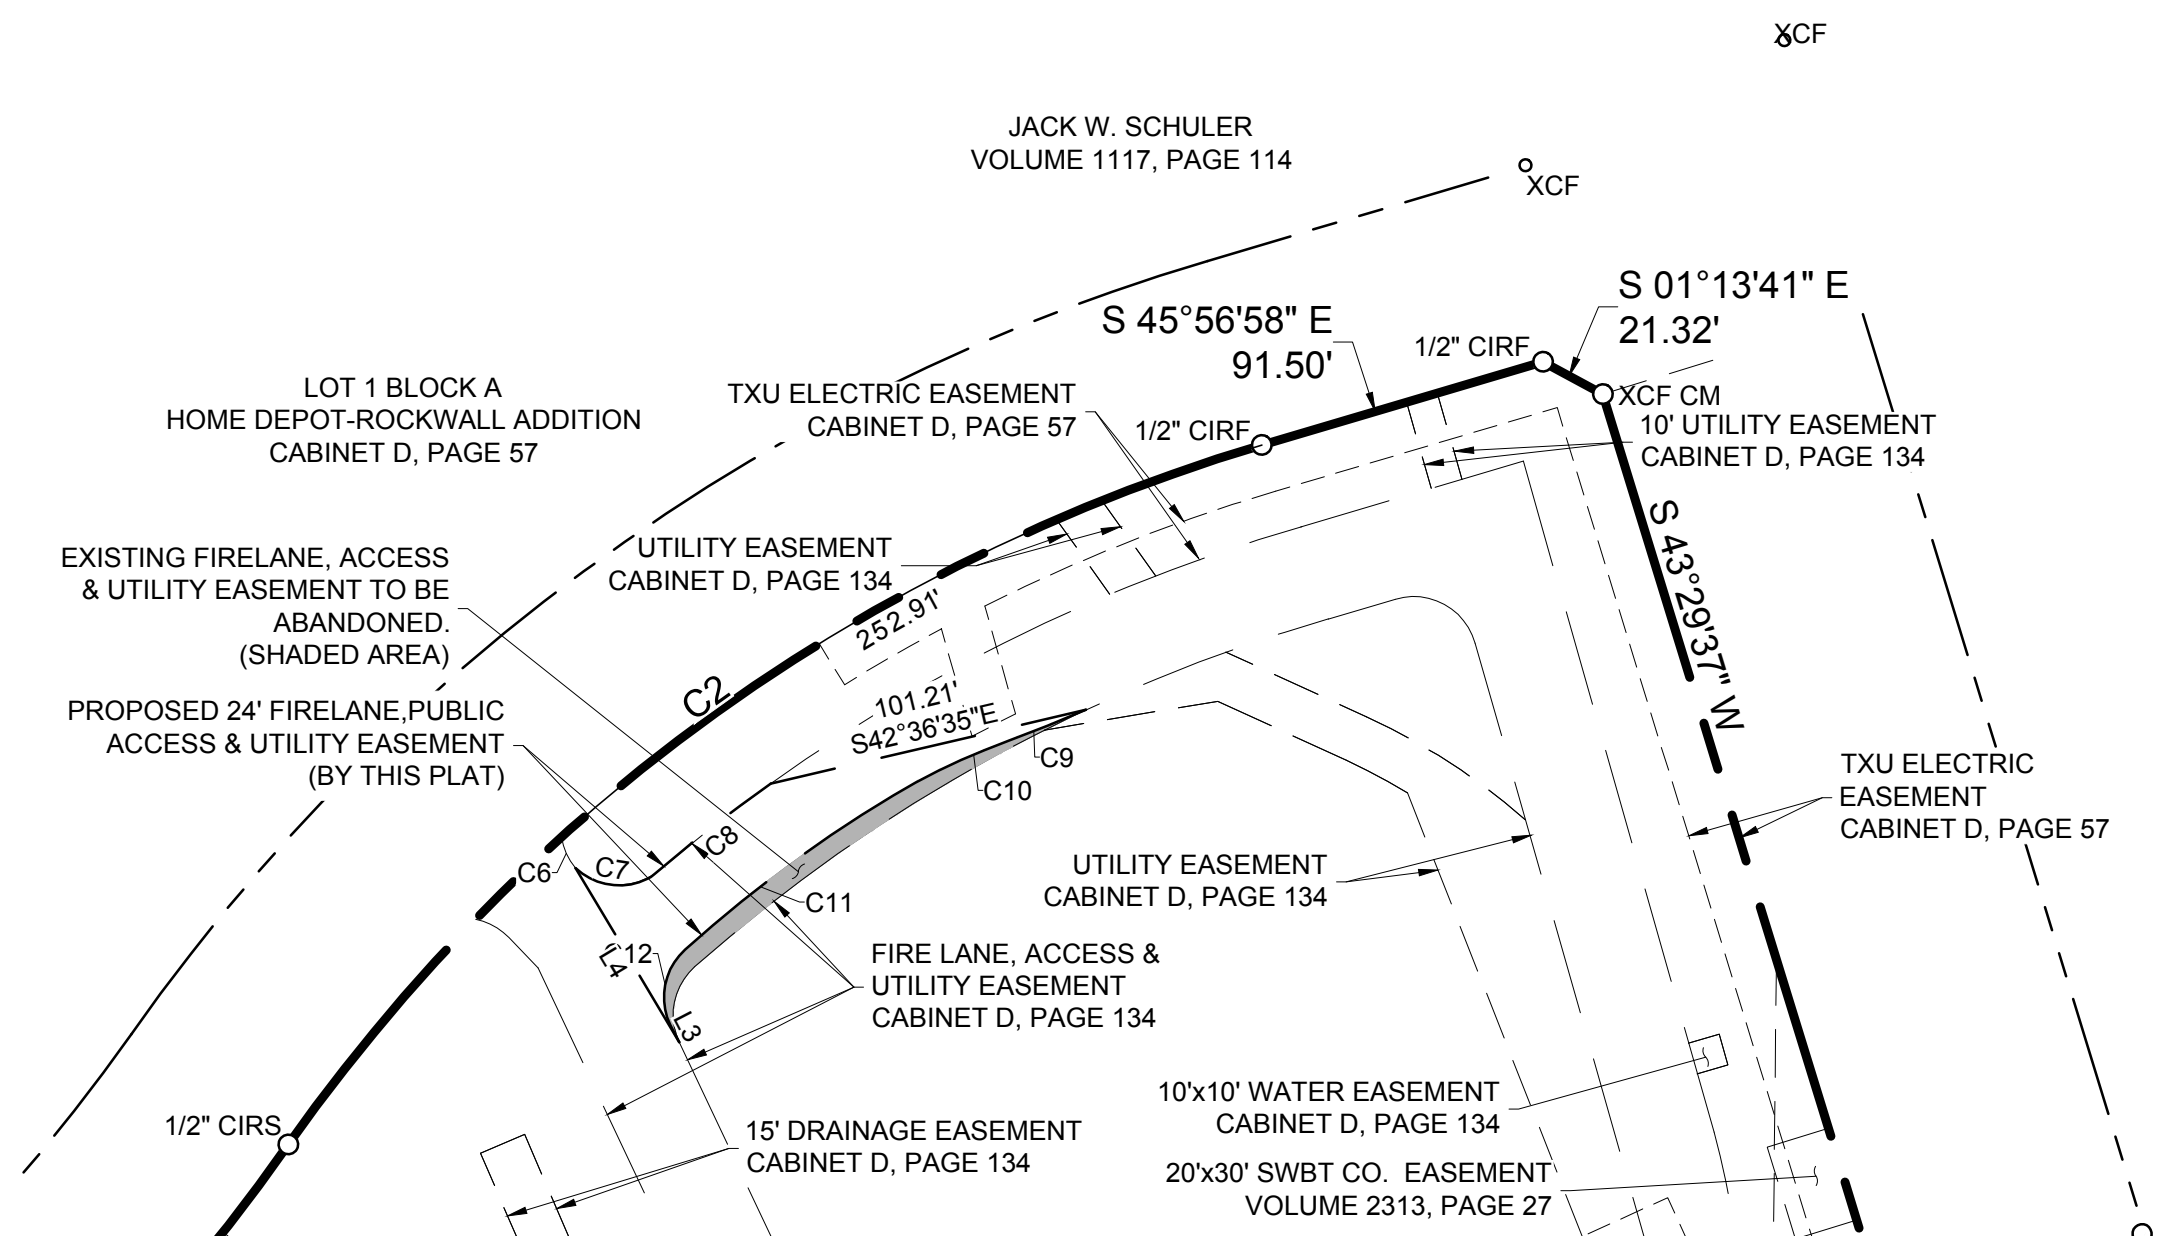 XCF
JACK W. SCHULER
VOLUME 1117, PAGE 114
XCF
S 01°13'41" E
21.32'
S 45°56'58" E
91.50'
1/2" CIRF
XCF CM
LOT 1 BLOCK A
HOME DEPOT-ROCKWALL ADDITION
CABINET D, PAGE 57
TXU ELECTRIC EASEMENT
CABINET D, PAGE 57
1/2" CIRF
10' UTILITY EASEMENT
CABINET D, PAGE 134
S 43°29'37" W
EXISTING FIRELANE, ACCESS
& UTILITY EASEMENT TO BE
ABANDONED.
(SHADED AREA)
UTILITY EASEMENT
CABINET D, PAGE 134
252.91'
C2
101.21'
S42°36'35"E
PROPOSED 24' FIRELANE,PUBLIC
ACCESS & UTILITY EASEMENT
(BY THIS PLAT)
C9
C10
TXU ELECTRIC
EASEMENT
CABINET D, PAGE 57
C6
C7
C8
C11
UTILITY EASEMENT
CABINET D, PAGE 134
L4
12
L3
FIRE LANE, ACCESS &
UTILITY EASEMENT
CABINET D, PAGE 134
1/2" CIRS
15' DRAINAGE EASEMENT
CABINET D, PAGE 134
10'x10' WATER EASEMENT
CABINET D, PAGE 134
20'x30' SWBT CO. EASEMENT
VOLUME 2313, PAGE 27